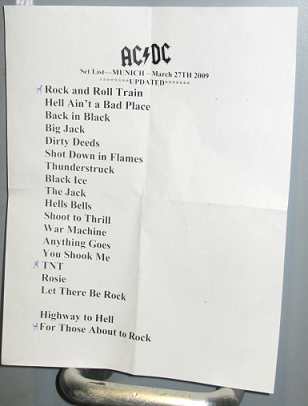 AC/DC
Set List—MUNICH – March 27TH 2009
********UPDATED*******
Rock and Roll Train
Hell Ain't a Bad Place
Back in Black
Big Jack
Dirty Deeds
Shot Down in Flames
Thunderstruck
Black Ice
The Jack
Hells Bells
Shoot to Thrill
War Machine
Anything Goes
You Shook Me
TNT
Rosie
Let There Be Rock
Highway to Hell
For Those About to Rock